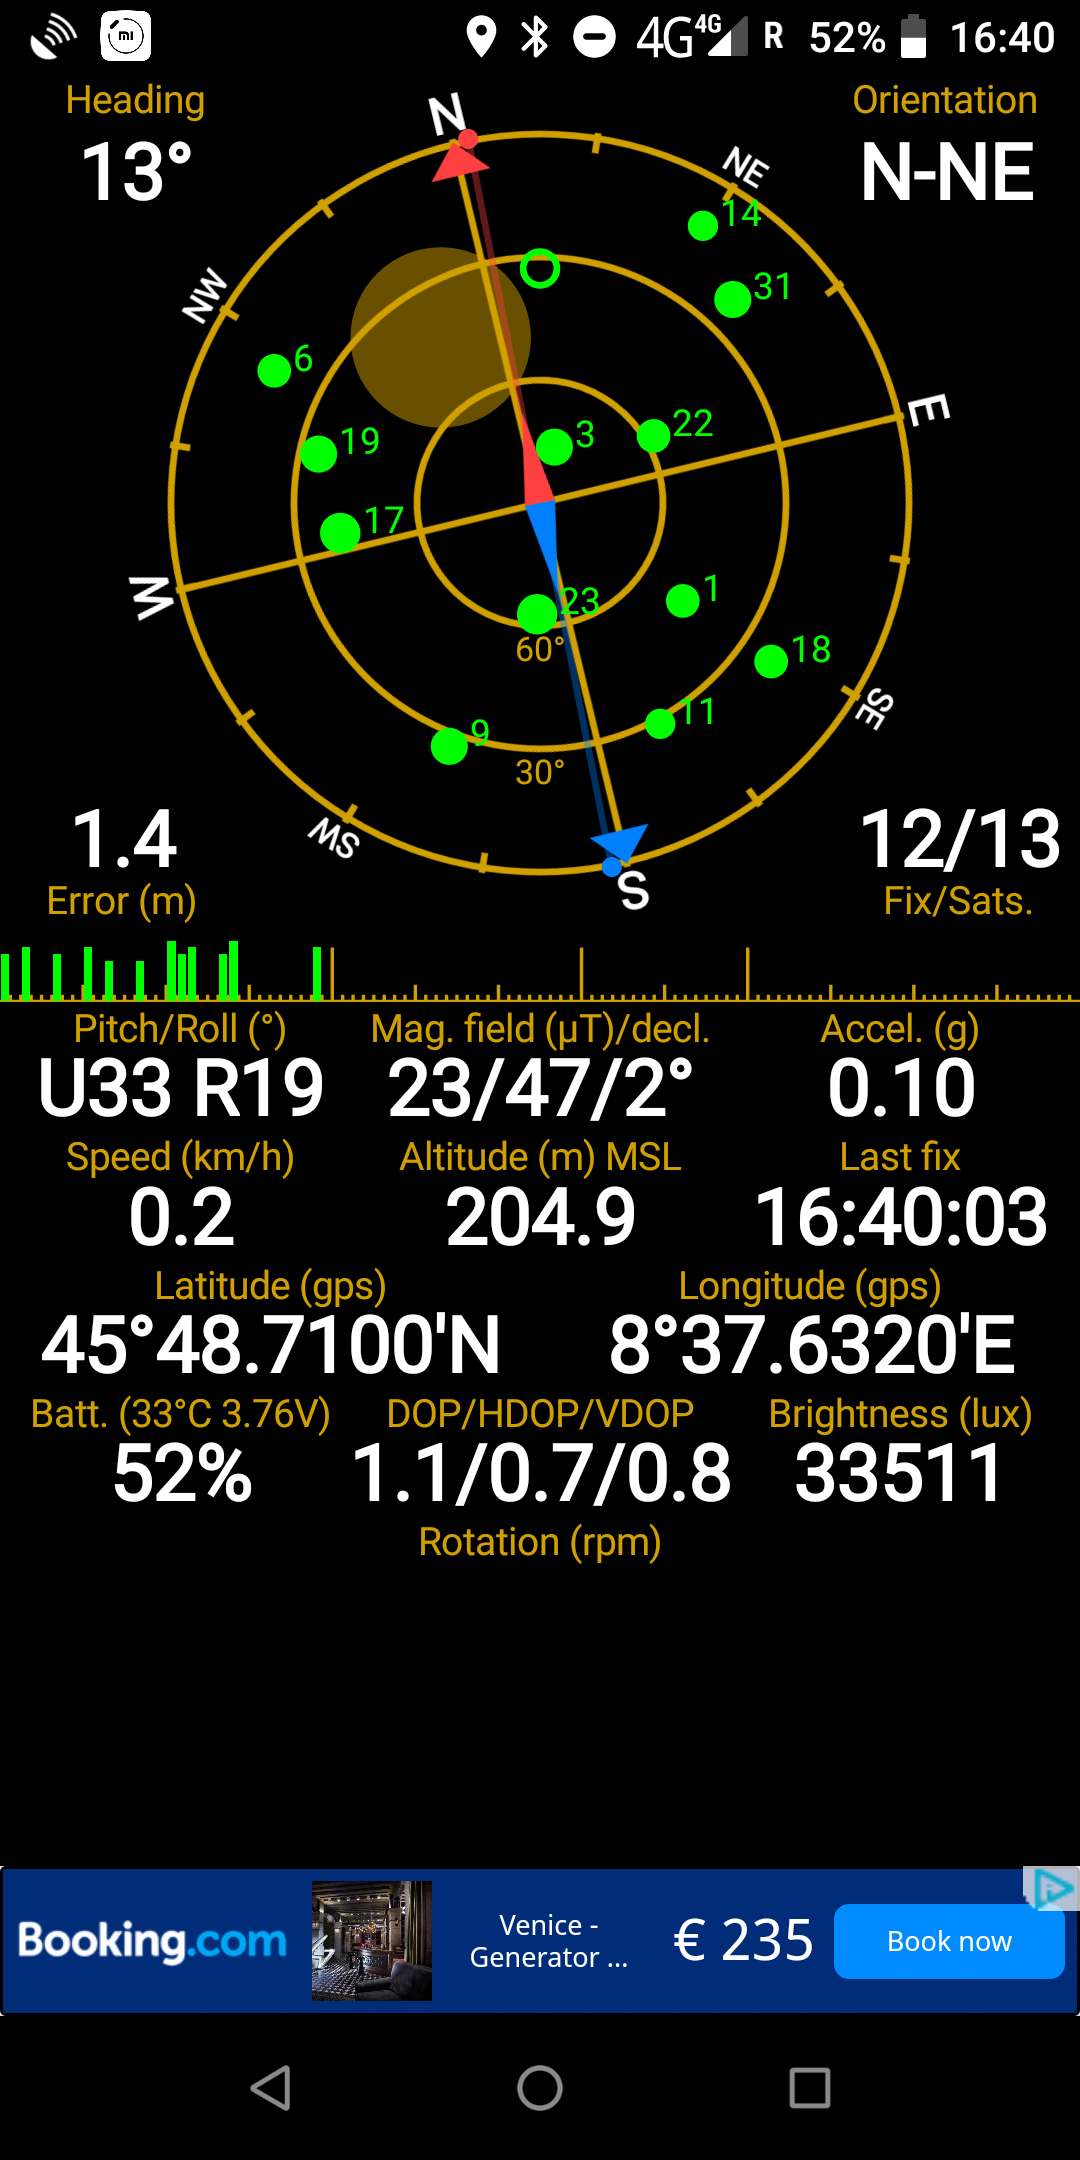 mi 4G 4G R 52% 16:40
Heading Orientation
13° N-NE
N
NE
E
SE
S
SW
W
NW
14
31
6
3
22
19
17
1
23
18
60°
11
9
30°
1.4 12/13
Error (m) Fix/Sats.
Pitch/Roll (°) Mag. field (μT)/decl. Accel. (g)
U33 R19 23/47/2° 0.10
Speed (km/h) Altitude (m) MSL Last fix
0.2 204.9 16:40:03
Latitude (gps) Longitude (gps)
45°48.7100'N 8°37.6320'E
Batt. (33°C 3.76V) DOP/HDOP/VDOP Brightness (lux)
52% 1.1/0.7/0.8 33511
Rotation (rpm)
Booking.com
Venice -
Generator ...
€ 235
Book now